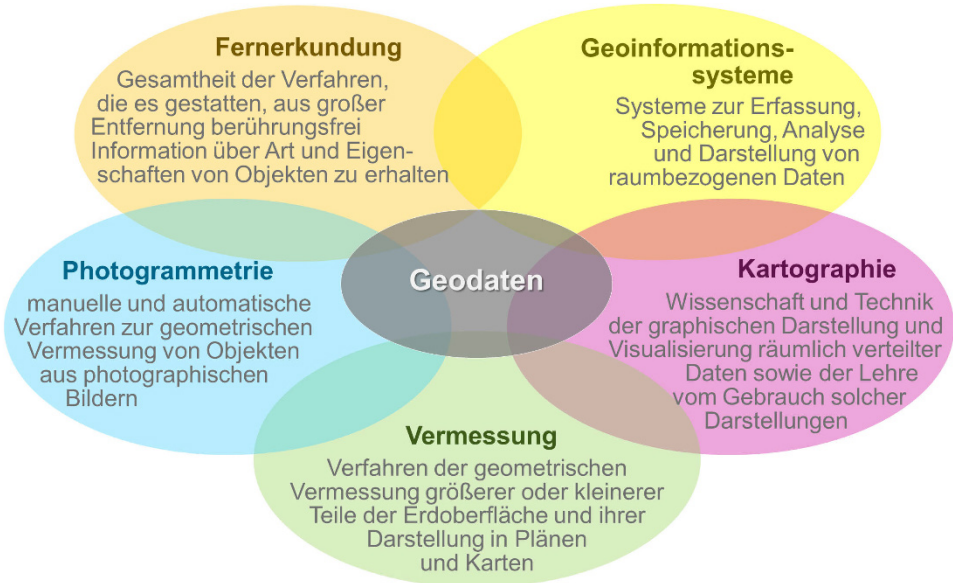 Fernerkundung
Gesamtheit der Verfahren,
die es gestatten, aus großer
Entfernung berührungsfrei
Information über Art und Eigen-
schaften von Objekten zu erhalten
Geoinformations-
systeme
Systeme zur Erfassung,
Speicherung, Analyse
und Darstellung von
raumbezogenen Daten
Photogrammetrie
manuelle und automatische
Verfahren zur geometrischen
Vermessung von Objekten
aus photographischen
Bildern
Geodaten
Kartographie
Wissenschaft und Technik
der graphischen Darstellung und
Visualisierung räumlich verteilter
Daten sowie der Lehre
vom Gebrauch solcher
Darstellungen
Vermessung
Verfahren der geometrischen
Vermessung größerer oder kleinerer
Teile der Erdoberfläche und ihrer
Darstellung in Plänen
und Karten